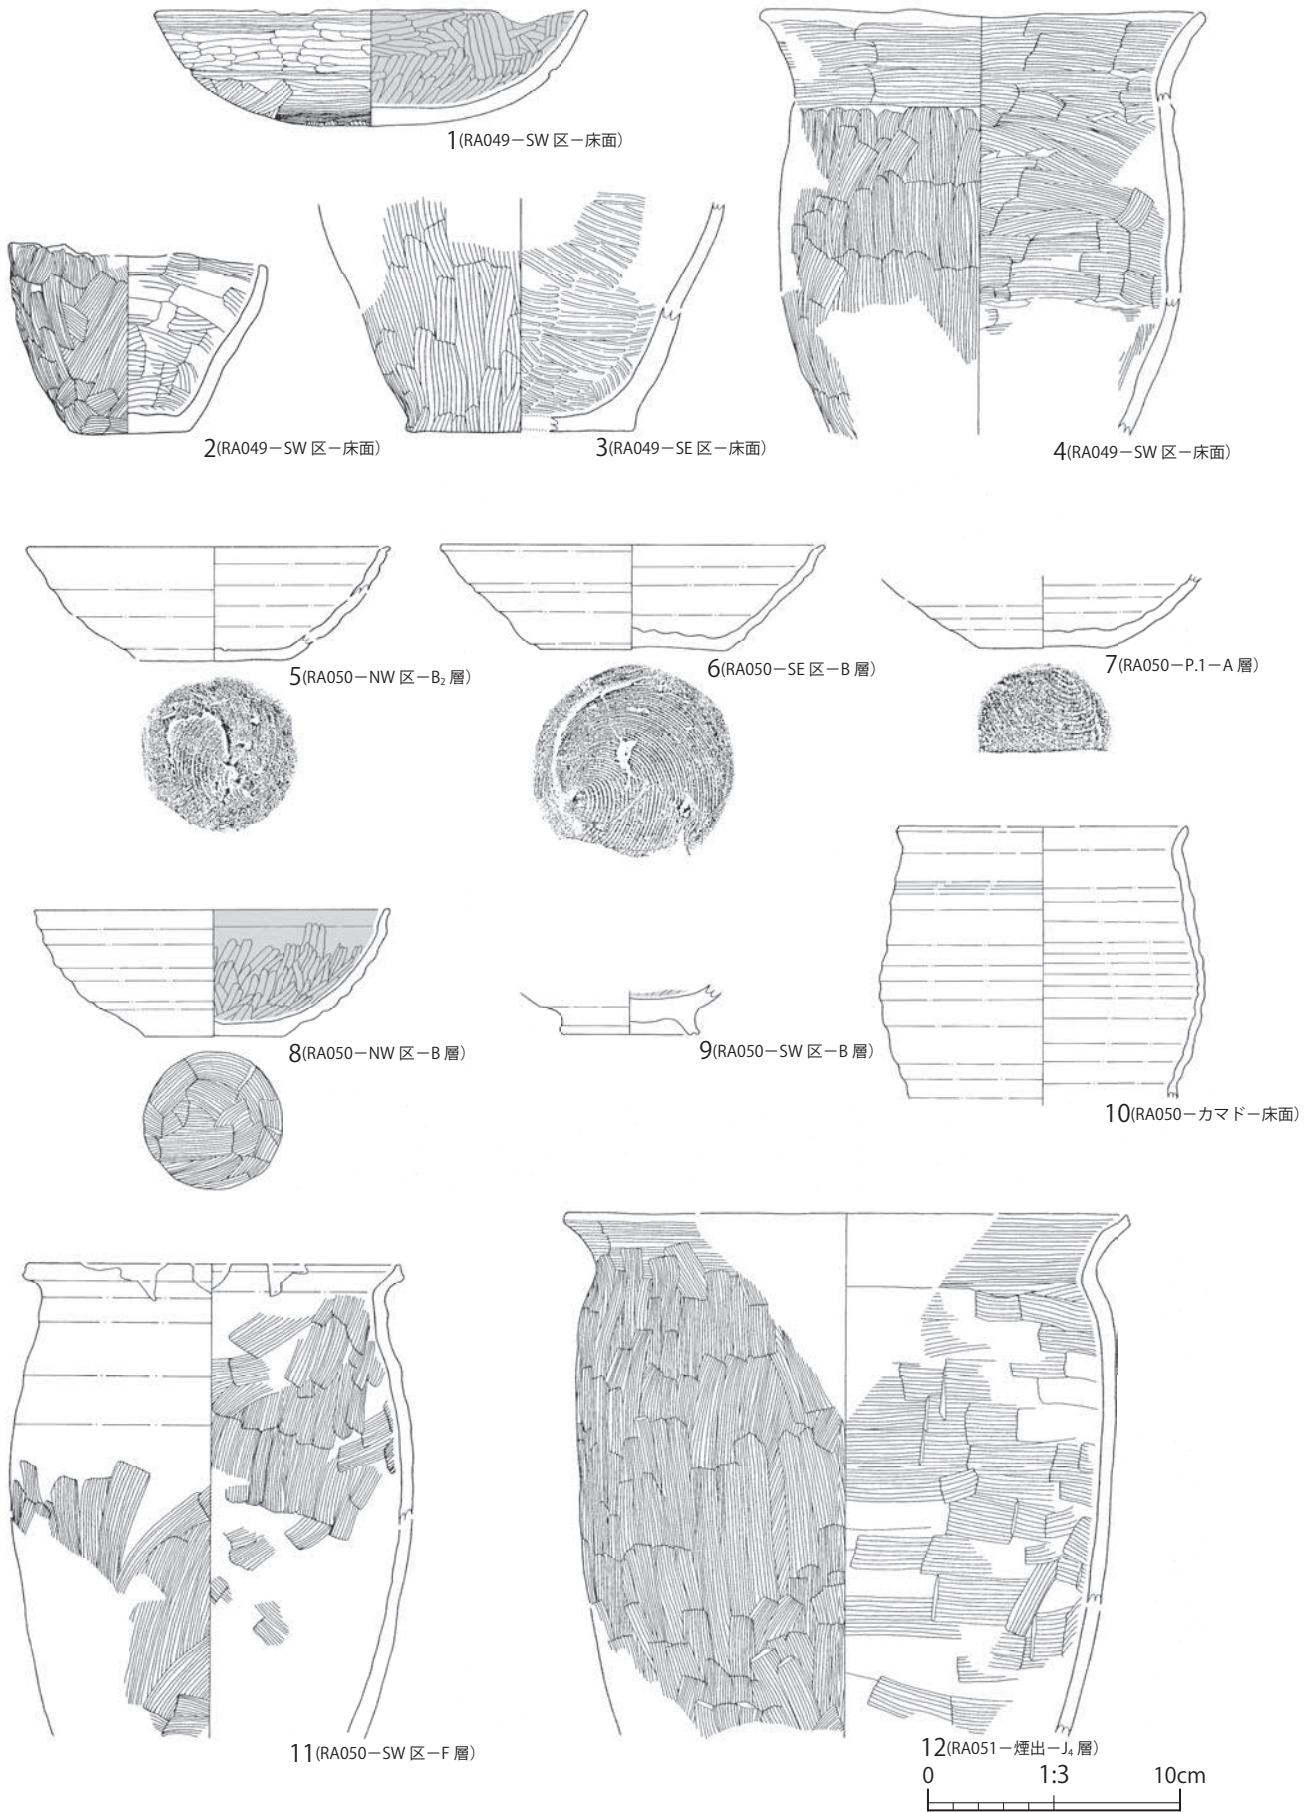 1(RA049−SW 区−床面)
2(RA049−SW 区−床面)
3(RA049−SE 区−床面)
4(RA049−SW 区−床面)
5(RA050−NW 区−B₂ 層)
6(RA050−SE 区−B 層)
7(RA050−P.1−A 層)
8(RA050−NW 区−B 層)
9(RA050−SW 区−B 層)
10(RA050−カマド−床面)
11(RA050−SW 区−F 層)
12(RA051−煙出−J₄ 層)
0 1:3 10cm